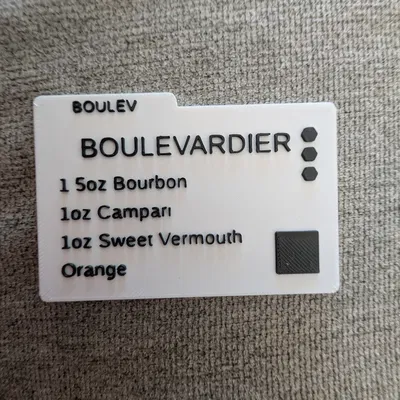 BOULEV
BOULEVARDIER
1 5oz Bourbon
1oz Campari
1oz Sweet Vermouth
Orange